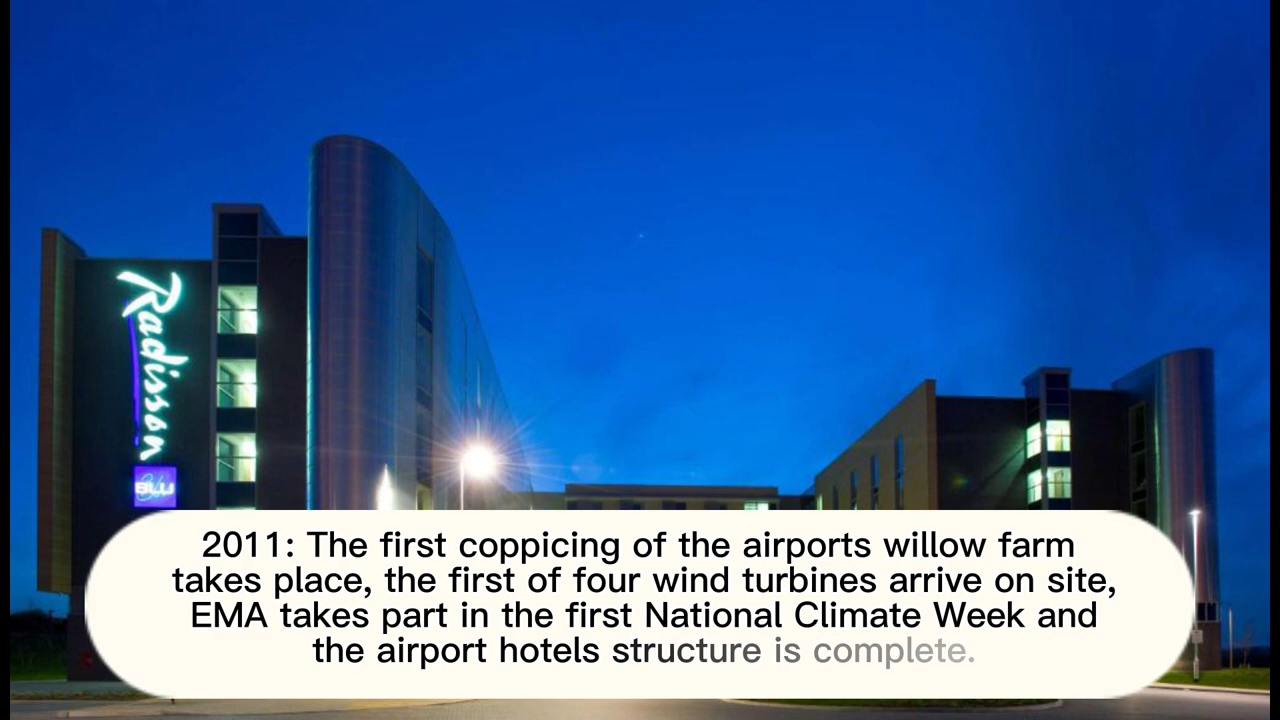 Radisson
BLU
2011: The first coppicing of the airports willow farm
takes place, the first of four wind turbines arrive on site,
EMA takes part in the first National Climate Week and
the airport hotels structure is complete.